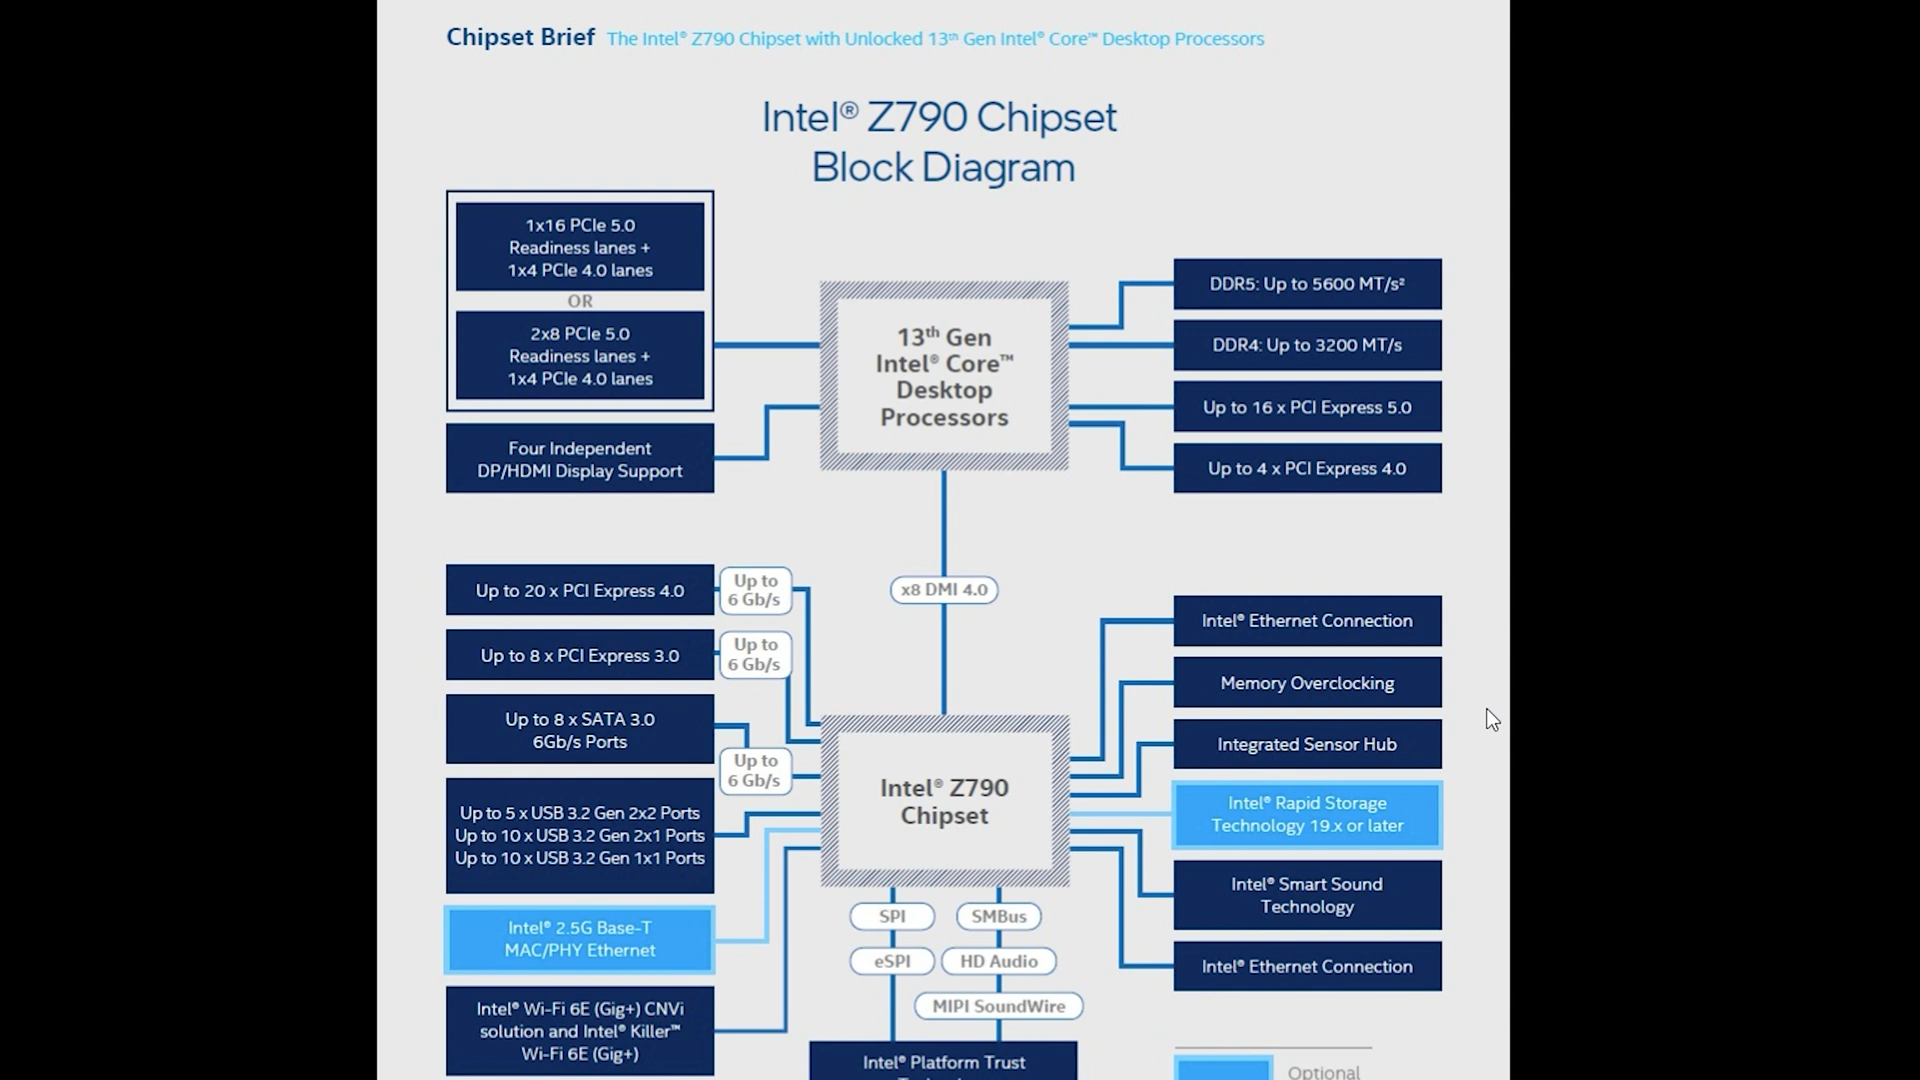 Chipset Brief The Intel® Z790 Chipset with Unlocked 13th Gen Intel® Core™ Desktop Processors
Intel® Z790 Chipset
Block Diagram
1x16 PCIe 5.0
Readiness lanes +
1x4 PCIe 4.0 lanes
OR
2x8 PCIe 5.0
Readiness lanes +
1x4 PCIe 4.0 lanes
Four Independent
DP/HDMI Display Support
13th Gen
Intel® Core™
Desktop
Processors
DDR5: Up to 5600 MT/s²
DDR4: Up to 3200 MT/s
Up to 16 x PCI Express 5.0
Up to 4 x PCI Express 4.0
x8 DMI 4.0
Up to 20 x PCI Express 4.0
Up to
6 Gb/s
Up to 8 x PCI Express 3.0
Up to
6 Gb/s
Up to 8 x SATA 3.0
6Gb/s Ports
Up to
6 Gb/s
Up to 5 x USB 3.2 Gen 2x2 Ports
Up to 10 x USB 3.2 Gen 2x1 Ports
Up to 10 x USB 3.2 Gen 1x1 Ports
Intel® 2.5G Base-T
MAC/PHY Ethernet
Intel® Wi-Fi 6E (Gig+) CNVi
solution and Intel® Killer™
Wi-Fi 6E (Gig+)
Intel® Z790
Chipset
SPI
SMBus
eSPI
HD Audio
MIPI SoundWire
Intel® Platform Trust
Intel® Ethernet Connection
Memory Overclocking
Integrated Sensor Hub
Intel® Rapid Storage
Technology 19.x or later
Intel® Smart Sound
Technology
Intel® Ethernet Connection
Optional